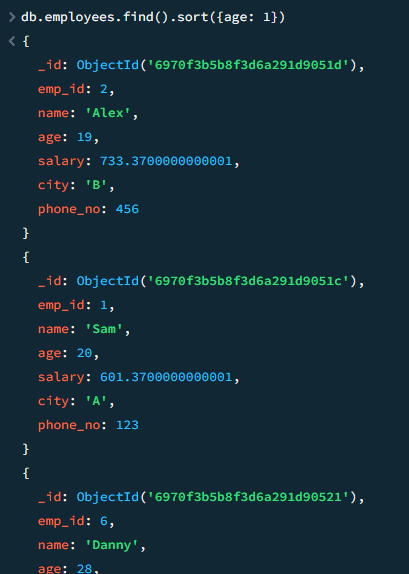 > db.employees.find().sort({age: 1})
< {
_id: ObjectId('6970f3b5b8f3d6a291d9051d'),
emp_id: 2,
name: 'Alex',
age: 19,
salary: 733.3700000000001,
city: 'B',
phone_no: 456
}
{
_id: ObjectId('6970f3b5b8f3d6a291d9051c'),
emp_id: 1,
name: 'Sam',
age: 20,
salary: 601.3700000000001,
city: 'A',
phone_no: 123
}
{
_id: ObjectId('6970f3b5b8f3d6a291d90521'),
emp_id: 6,
name: 'Danny',
age: 28,